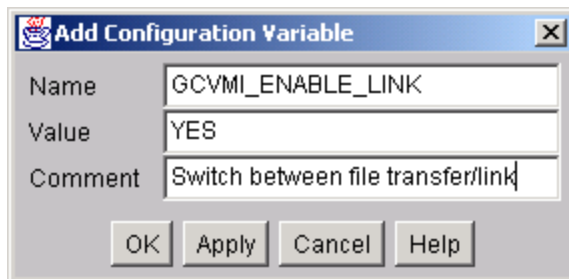 Add Configuration Variable
Name GCVMI_ENABLE_LINK
Value YES
Comment Switch between file transfer/link
OK Apply Cancel Help